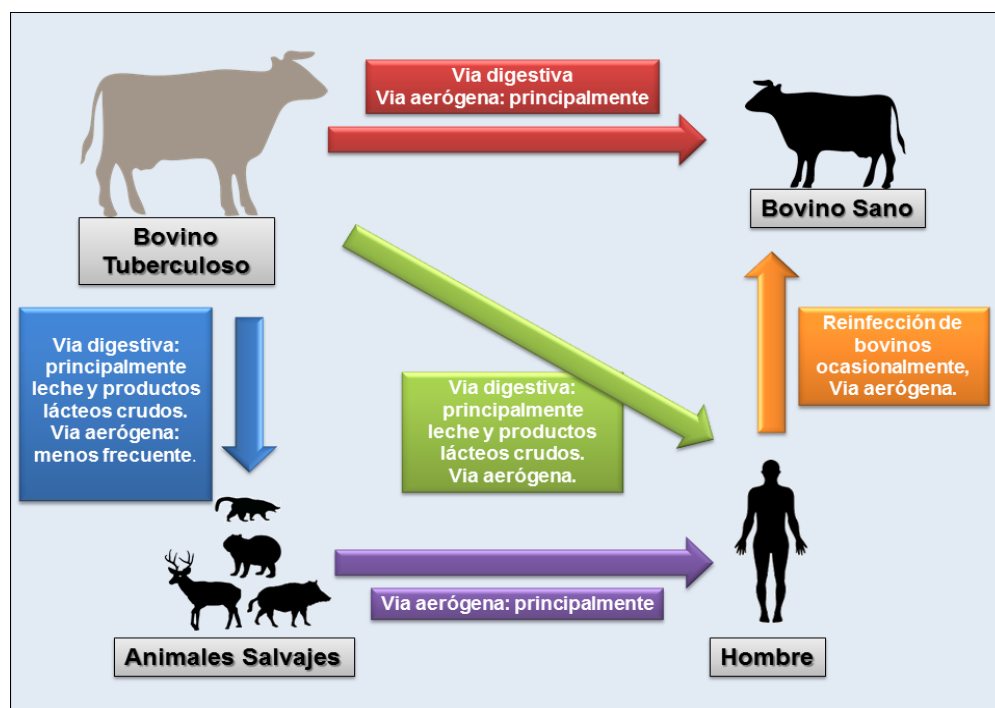 Via digestiva
Via aerógena: principalmente
Bovino Sano
Bovino
Tuberculoso
Via digestiva:
principalmente
leche y productos
lácteos crudos.
Via aerógena:
menos frecuente.
Via digestiva:
principalmente
leche y productos
lácteos crudos.
Via aerógena.
Reinfección de
bovinos
ocasionalmente,
Via aerógena.
Via aerógena: principalmente
Animales Salvajes
Hombre